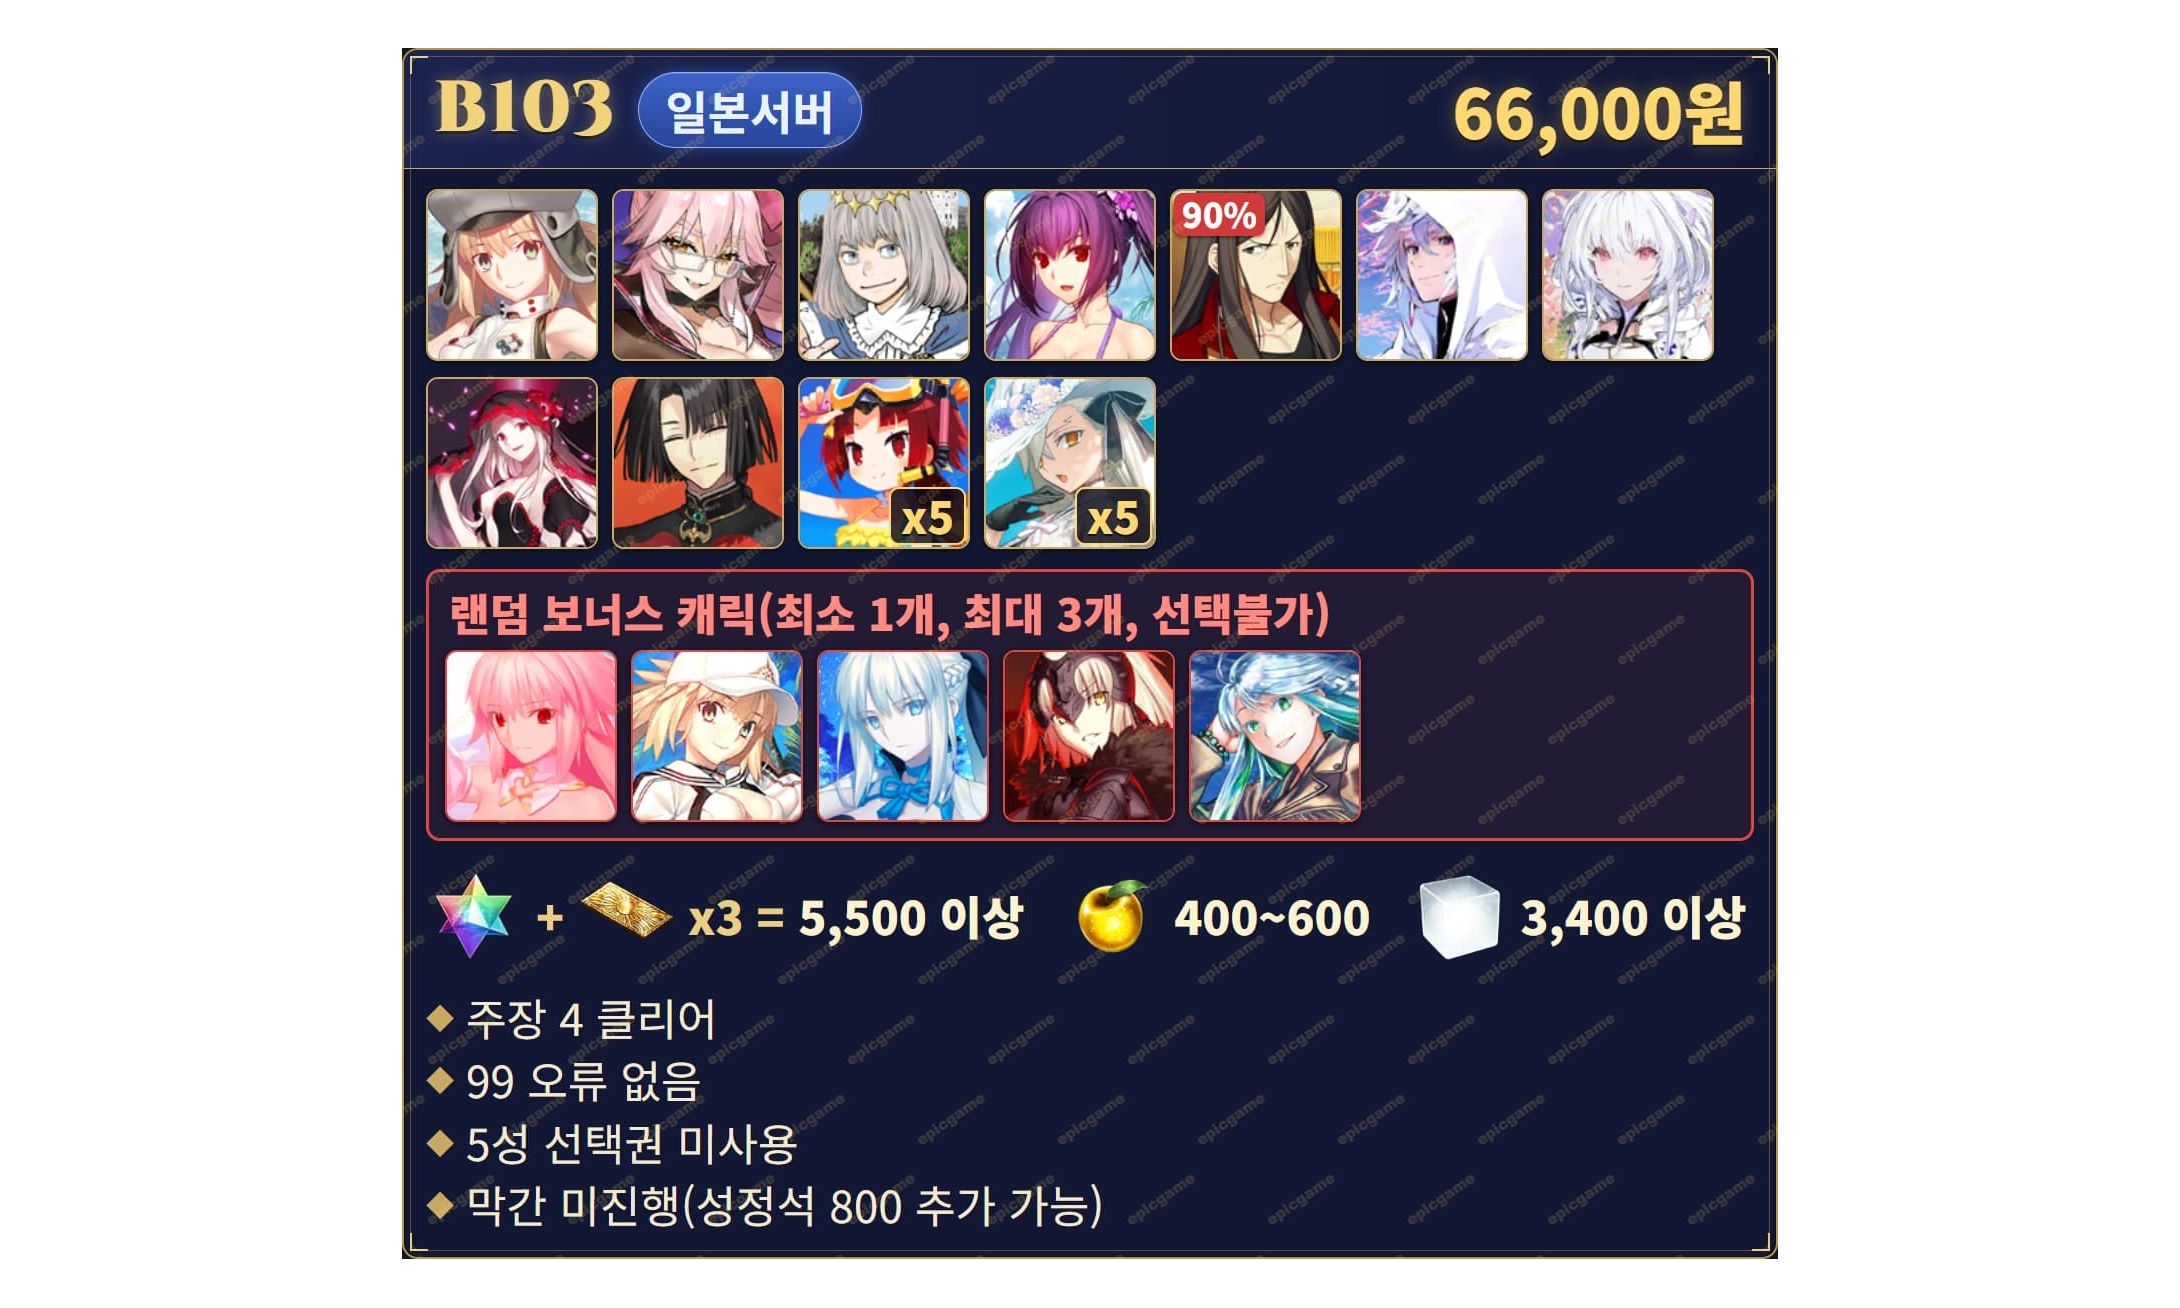 B103 일본서버 66,000원
90%
x5 x5
랜덤 보너스 캐릭(최소 1개, 최대 3개, 선택불가)
+ x3 = 5,500 이상 400~600 3,400 이상
주장 4 클리어
99 오류 없음
5성 선택권 미사용
막간 미진행(성정석 800 추가 가능)
epicgame